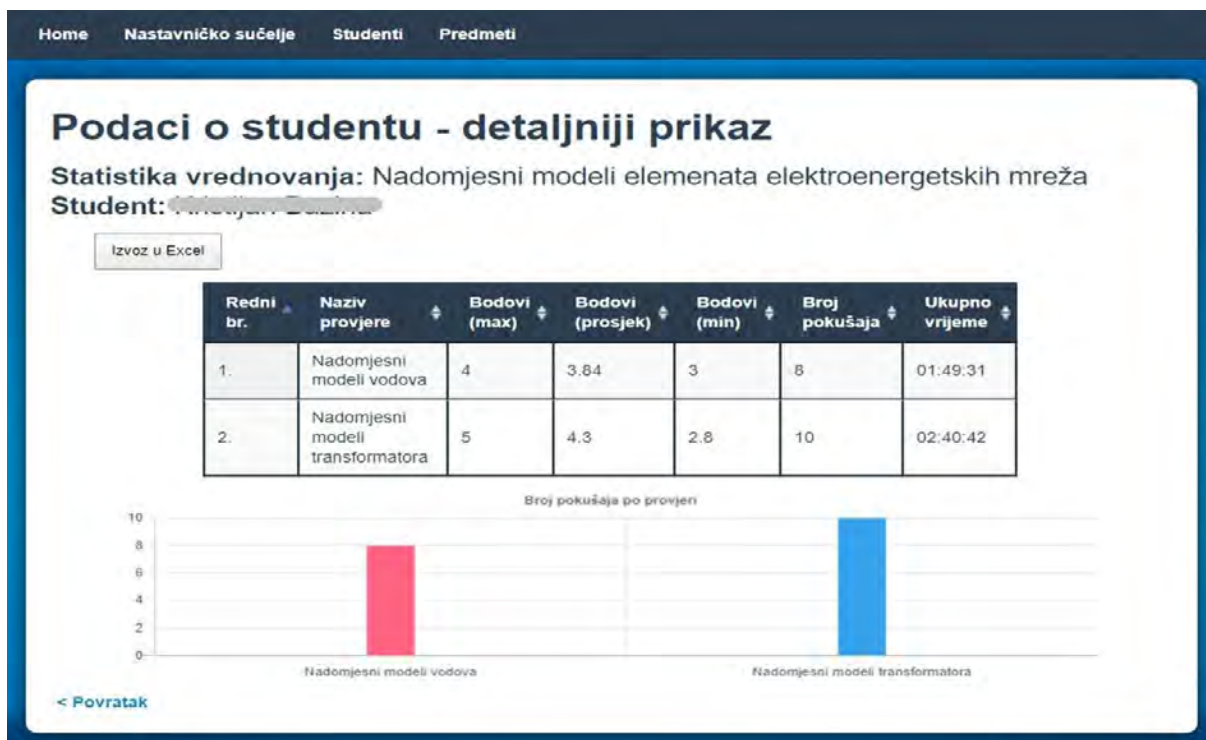 Home Nastavničko sučelje Studenti Predmeti
Podaci o studentu - detaljniji prikaz
Statistika vrednovanja: Nadomjesni modeli elemenata elektroenergetskih mreža
Student:
Izvoz u Excel
Redni br. Naziv provjere Bodovi (max) Bodovi (prosjek) Bodovi (min) Broj pokušaja Ukupno vrijeme
1. Nadomjesni modeli vodova 4 3.84 3 8 01:49:31
2. Nadomjesni modeli transformatora 5 4.3 2.8 10 02:40:42
Broj pokušaja po provjeri
10
8
6
4
2
0
Nadomjesni modeli vodova Nadomjesni modeli transformatora
< Povratak